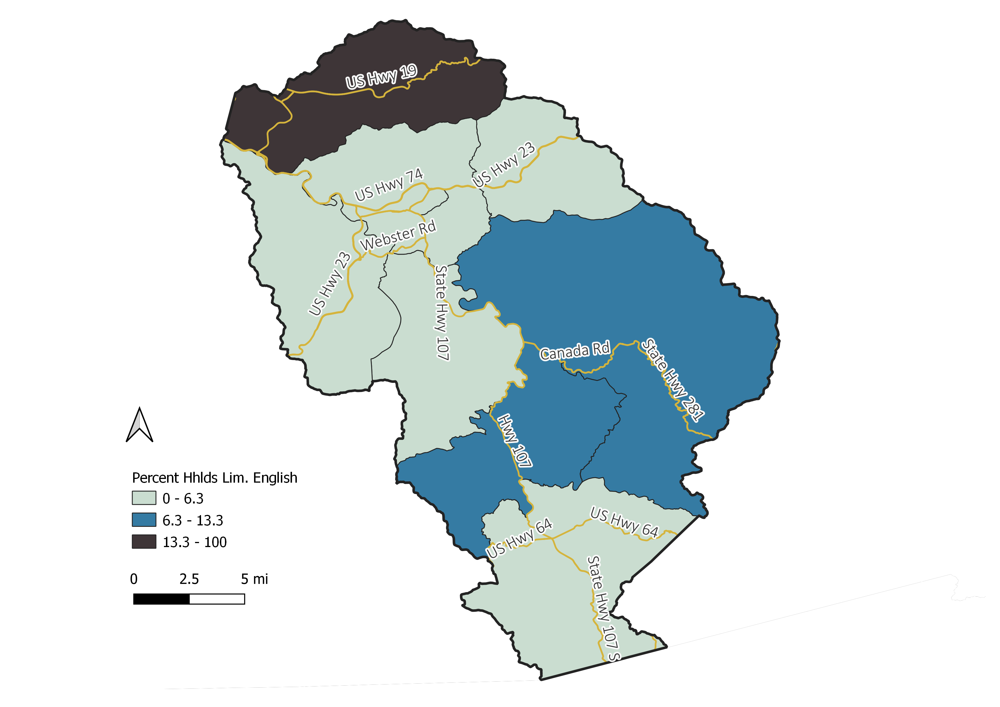 US Hwy 19
US Hwy 23
US Hwy 74
Webster Rd
US Hwy 23
State Hwy 107
Canada Rd
State Hwy 281
Hwy 107
US Hwy 64
US Hwy 64
State Hwy 107 S
Percent Hhlds Lim. English
0 - 6.3
6.3 - 13.3
13.3 - 100
0 2.5 5 mi